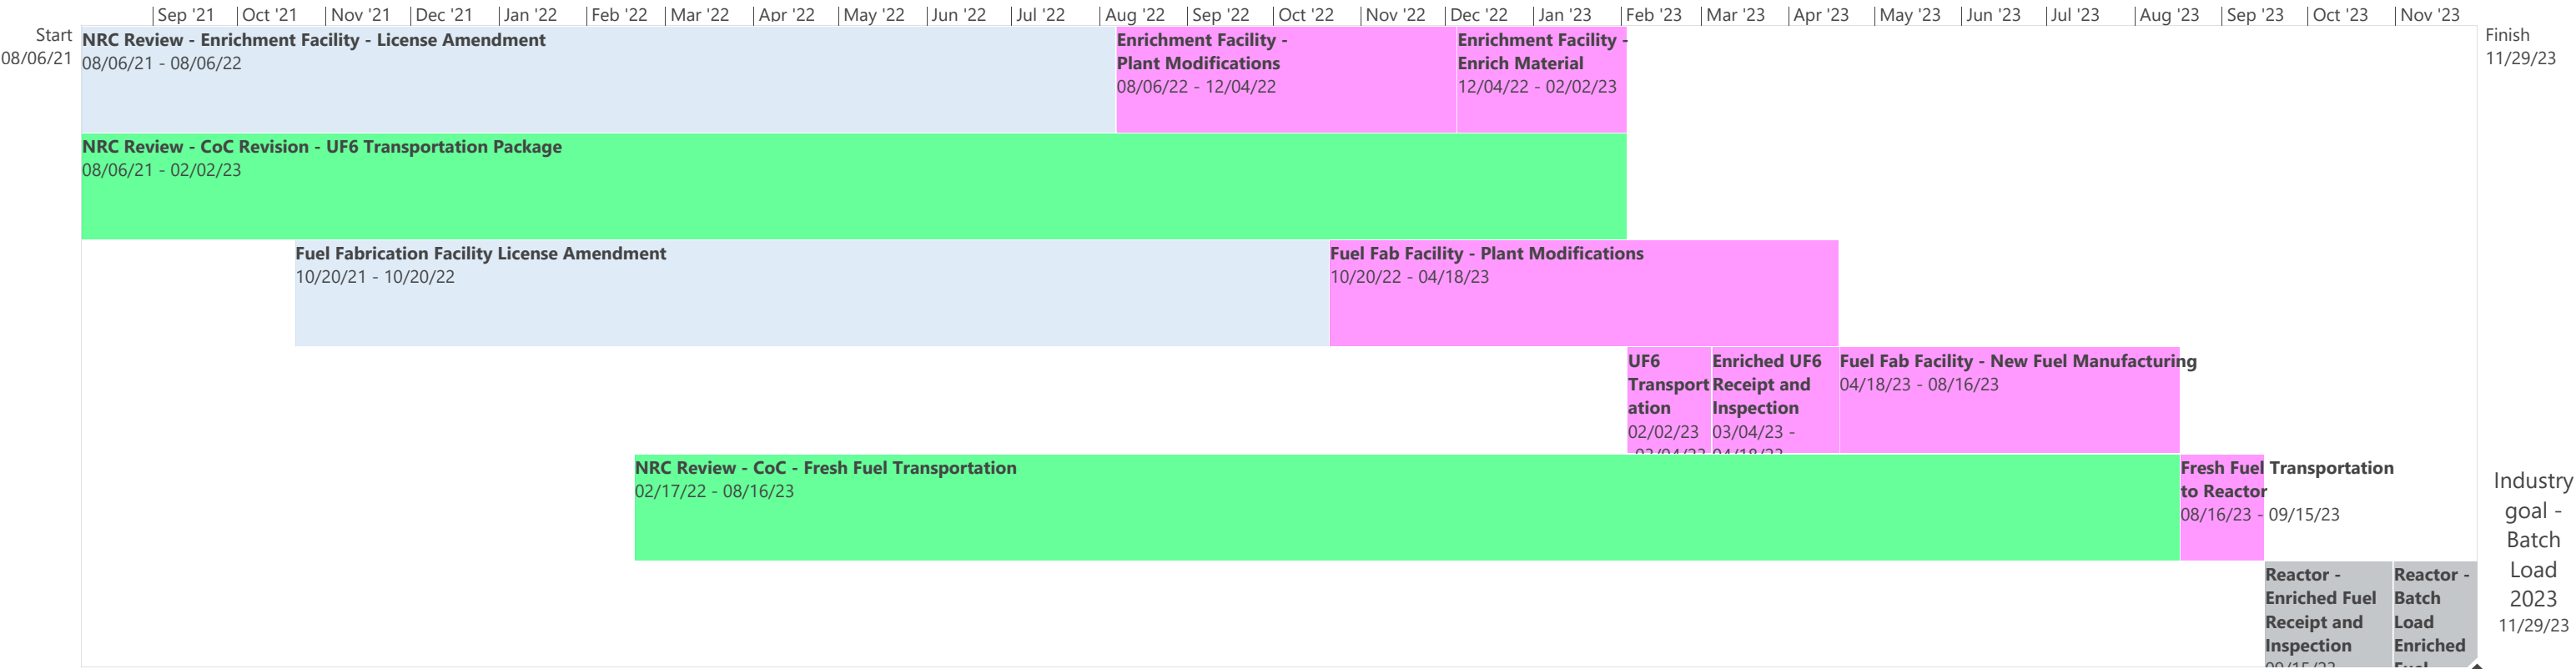 Sep '21 Oct '21 Nov '21 Dec '21 Jan '22 Feb '22 Mar '22 Apr '22 May '22 Jun '22 Jul '22 Aug '22 Sep '22 Oct '22 Nov '22 Dec '22 Jan '23 Feb '23 Mar '23 Apr '23 May '23 Jun '23 Jul '23 Aug '23 Sep '23 Oct '23 Nov '23
Start
08/06/21
NRC Review - Enrichment Facility - License Amendment
08/06/21 - 08/06/22
Enrichment Facility -
Plant Modifications
08/06/22 - 12/04/22
Enrichment Facility -
Enrich Material
12/04/22 - 02/02/23
Finish
11/29/23
NRC Review - CoC Revision - UF6 Transportation Package
08/06/21 - 02/02/23
Fuel Fabrication Facility License Amendment
10/20/21 - 10/20/22
Fuel Fab Facility - Plant Modifications
10/20/22 - 04/18/23
UF6
Transport
ation
02/02/23
- 03/04/23
Enriched UF6
Receipt and
Inspection
03/04/23 -
04/18/23
Fuel Fab Facility - New Fuel Manufacturing
04/18/23 - 08/16/23
NRC Review - CoC - Fresh Fuel Transportation
02/17/22 - 08/16/23
Fresh Fuel Transportation
to Reactor
08/16/23 - 09/15/23
Industry
goal -
Batch
Load
2023
11/29/23
Reactor -
Enriched Fuel
Receipt and
Inspection
09/15/23
Reactor -
Batch
Load
Enriched
Fuel